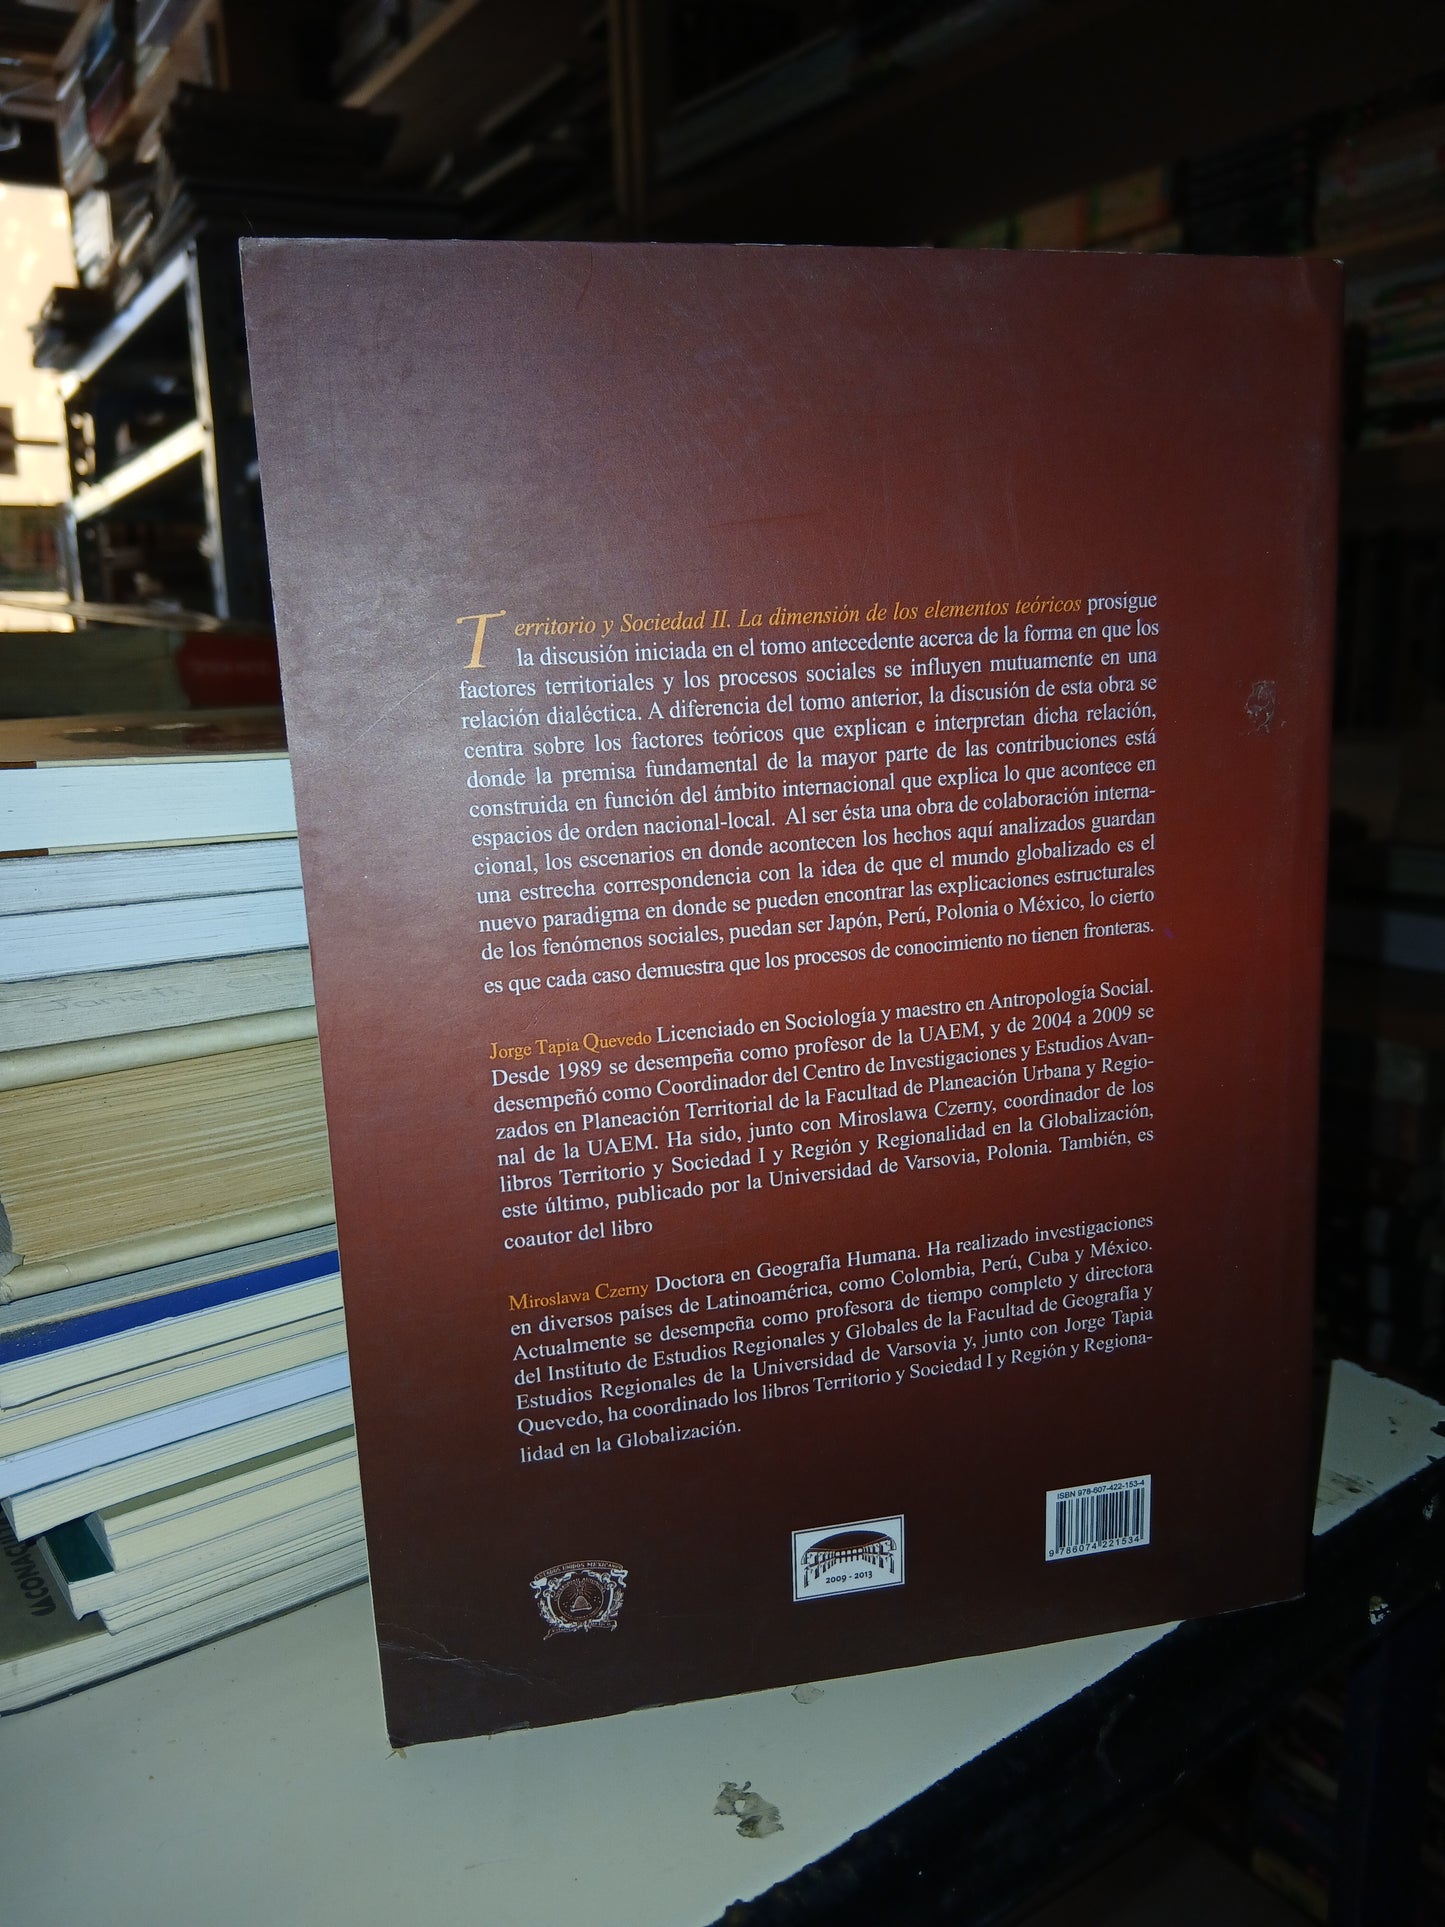 Territorio y Sociedad II. La dimensión de los elementos teóricos prosigue
la discusión iniciada en el tomo antecedente acerca de la forma en que los
factores territoriales y los procesos sociales se influyen mutuamente en una
relación dialéctica. A diferencia del tomo anterior, la discusión de esta obra se
centra sobre los factores teóricos que explican e interpretan dicha relación,
donde la premisa fundamental de la mayor parte de las contribuciones está
construida en función del ámbito internacional que explica lo que acontece en
espacios de orden nacional-local. Al ser ésta una obra de colaboración interna-
cional, los escenarios en donde acontecen los hechos aquí analizados guardan
una estrecha correspondencia con la idea de que el mundo globalizado es el
nuevo paradigma en donde se pueden encontrar las explicaciones estructurales
de los fenómenos sociales, puedan ser Japón, Perú, Polonia o México, lo cierto
es que cada caso demuestra que los procesos de conocimiento no tienen fronteras.
Jorge Tapia Quevedo Licenciado en Sociología y maestro en Antropología Social.
Desde 1989 se desempeña como profesor de la UAEM, y de 2004 a 2009 se
desempeñó como Coordinador del Centro de Investigaciones y Estudios Avan-
zados en Planeación Territorial de la Facultad de Planeación Urbana y Regio-
nal de la UAEM. Ha sido, junto con Miroslawa Czerny, coordinador de los
libros Territorio y Sociedad I y Región y Regionalidad en la Globalización,
este último, publicado por la Universidad de Varsovia, Polonia. También, es
coautor del libro
Miroslawa Czerny Doctora en Geografía Humana. Ha realizado investigaciones
en diversos países de Latinoamérica, como Colombia, Perú, Cuba y México.
Actualmente se desempeña como profesora de tiempo completo y directora
del Instituto de Estudios Regionales y Globales de la Facultad de Geografía y
Estudios Regionales de la Universidad de Varsovia y, junto con Jorge Tapia
Quevedo, ha coordinado los libros Territorio y Sociedad I y Región y Regiona-
lidad en la Globalización.
ISBN 978-607-422-153-4
9 786074 221534
2009 - 2013
ESTADOS UNIDOS MEXICANOS